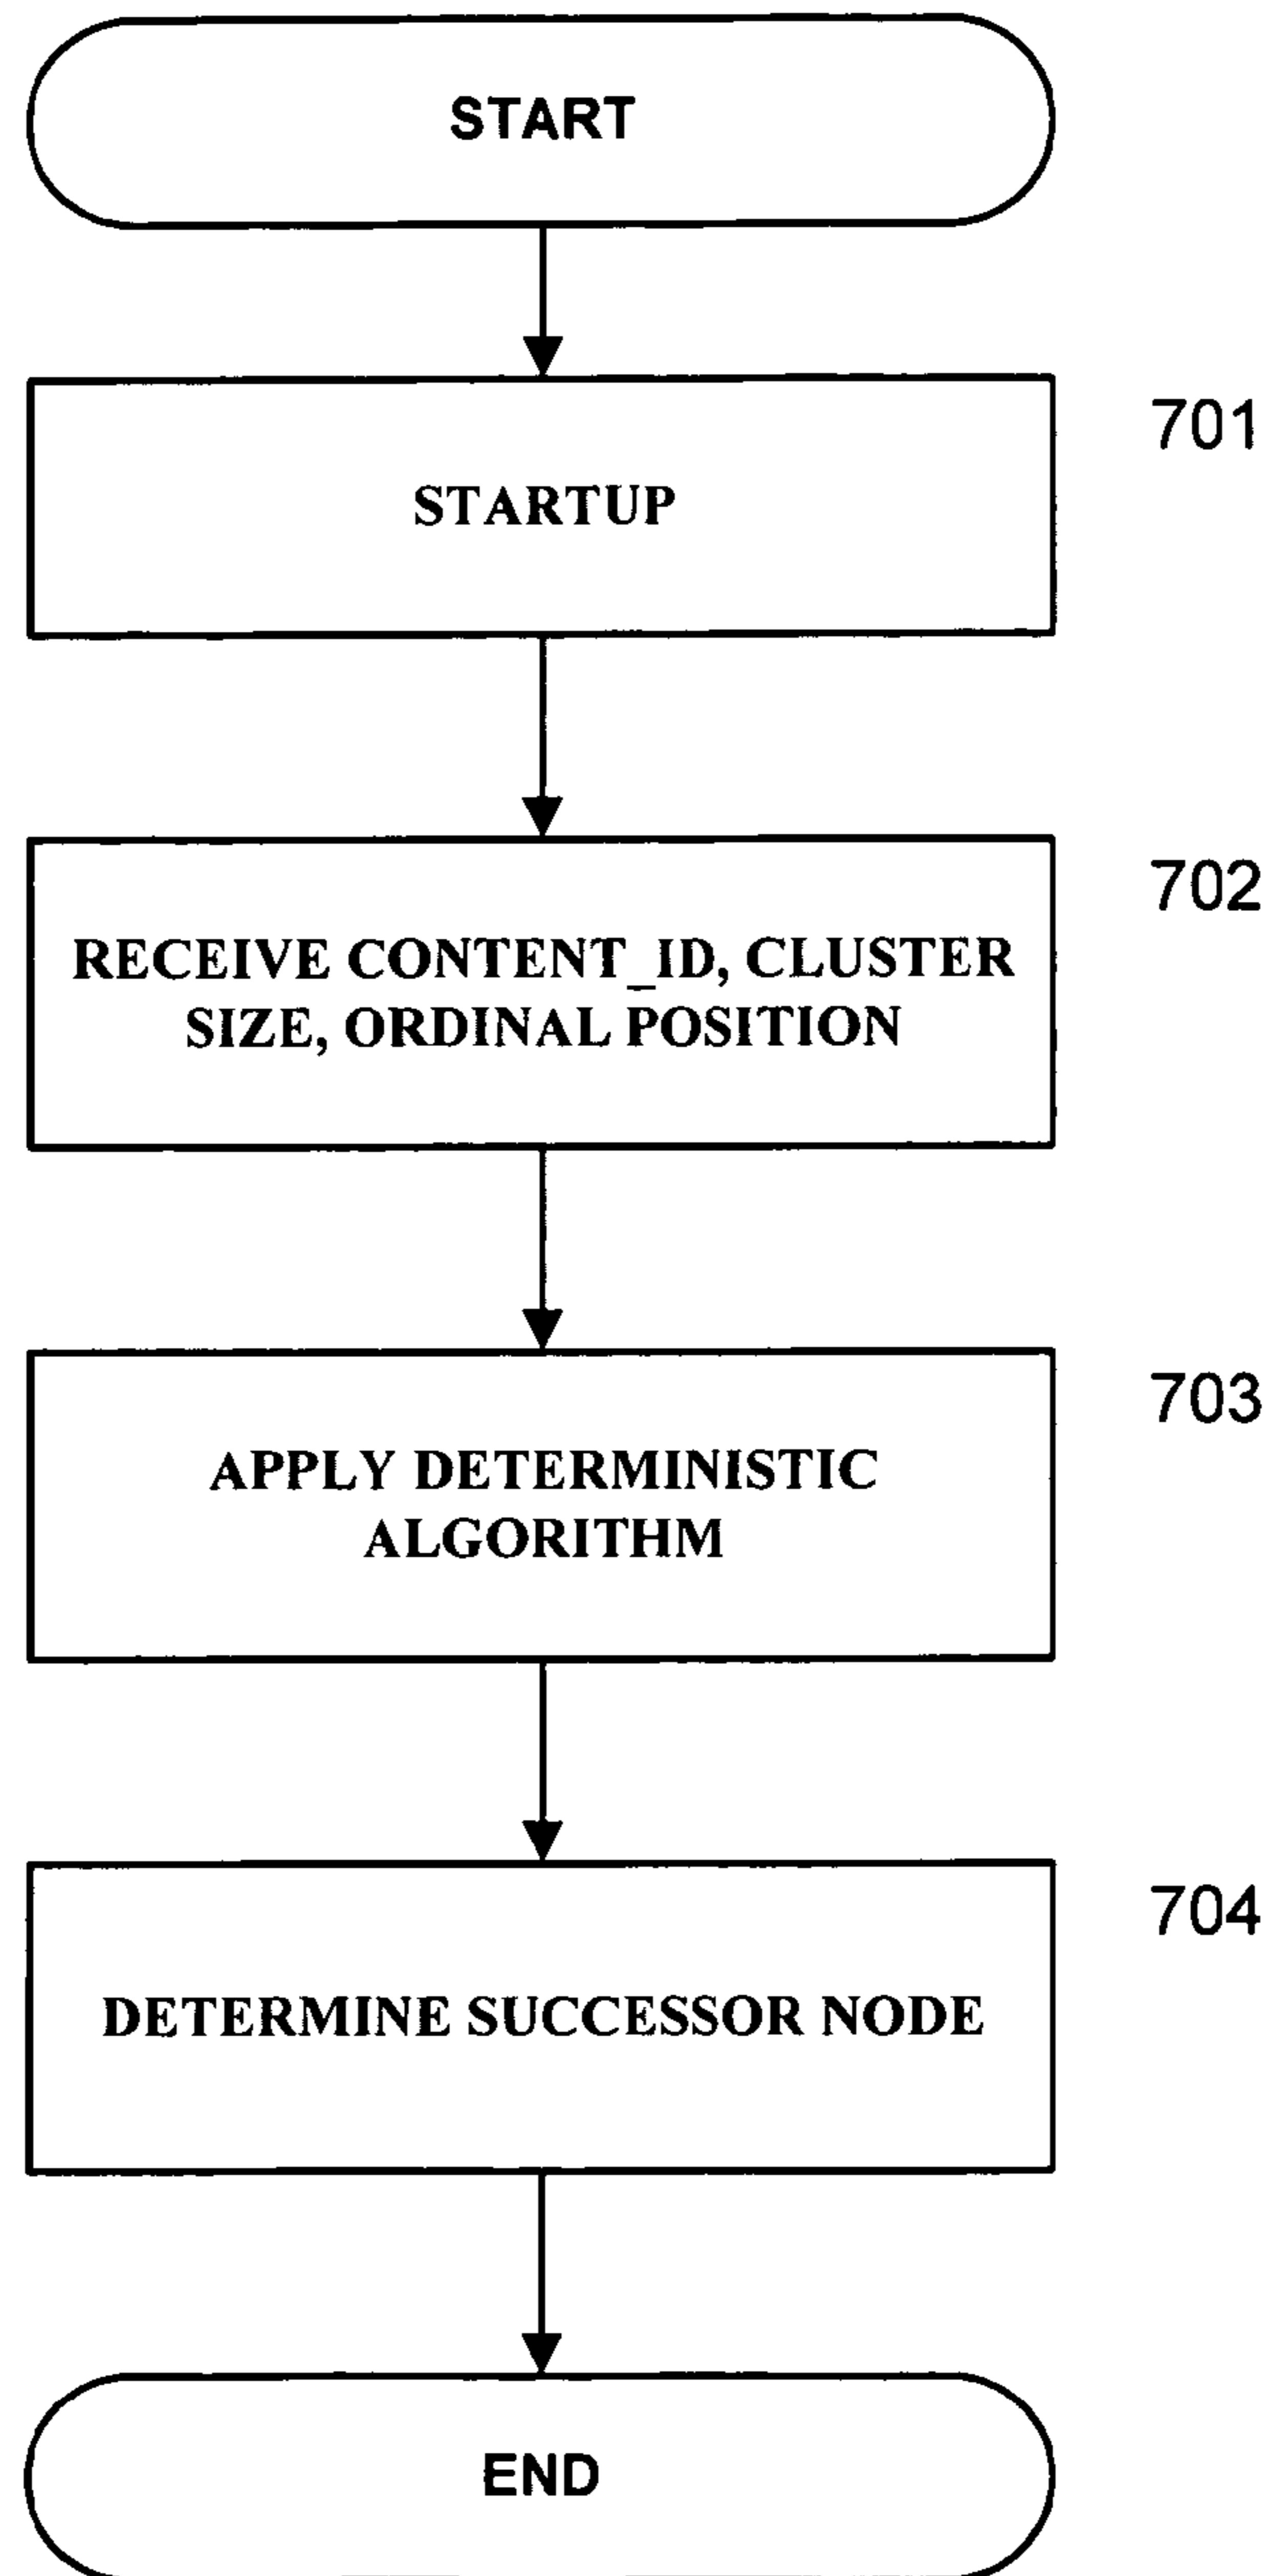 START
701
STARTUP
702
RECEIVE CONTENT_ID, CLUSTER
SIZE, ORDINAL POSITION
703
APPLY DETERMINISTIC
ALGORITHM
704
DETERMINE SUCCESSOR NODE
END